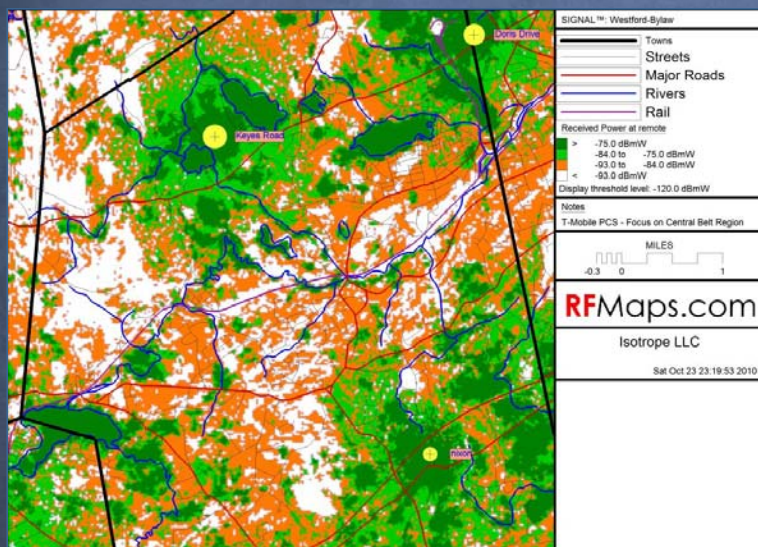 Doris Drive
Keyes Road
nixon
SIGNAL™: Westford-Bylaw
Towns
Streets
Major Roads
Rivers
Rail
Received Power at remote
> -75.0 dBmW
-84.0 to -75.0 dBmW
-93.0 to -84.0 dBmW
< -93.0 dBmW
Display threshold level: -120.0 dBmW
Notes
T-Mobile PCS - Focus on Central Belt Region
MILES
-0.3 0 1
RFMaps.com
Isotrope LLC
Sat Oct 23 23:19:53 2010